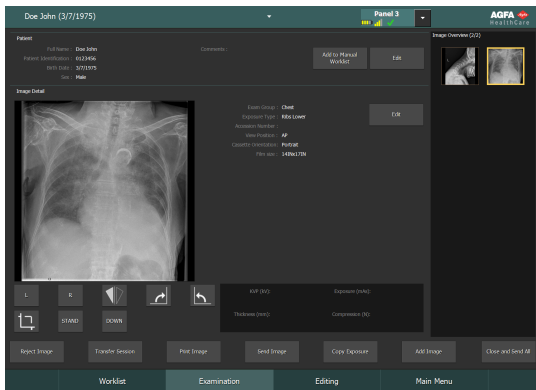 Doe John (3/7/1975)
Panel 3
AGFA
HealthCare
Patient
Full Name : Doe John
Comments:
Patient Identification : 0123456
Birth Date : 3/7/1975
Sex : Male
Add to Manual
Worklist
Edit
Image Overview (2/2)
Image Detail
Exam Group : Chest
Exposure Type : Ribs Lower
Accession Number :
View Position : AP
Cassette Orientation: Portrait
Film size : 14INx17IN
Edit
L
R
STAND
DOWN
KVP (kV):
Exposure (mAs):
Thickness (mm):
Compression (N):
Reject Image
Transfer Session
Print Image
Send Image
Copy Exposure
Add Image
Close and Send All
Worklist
Examination
Editing
Main Menu